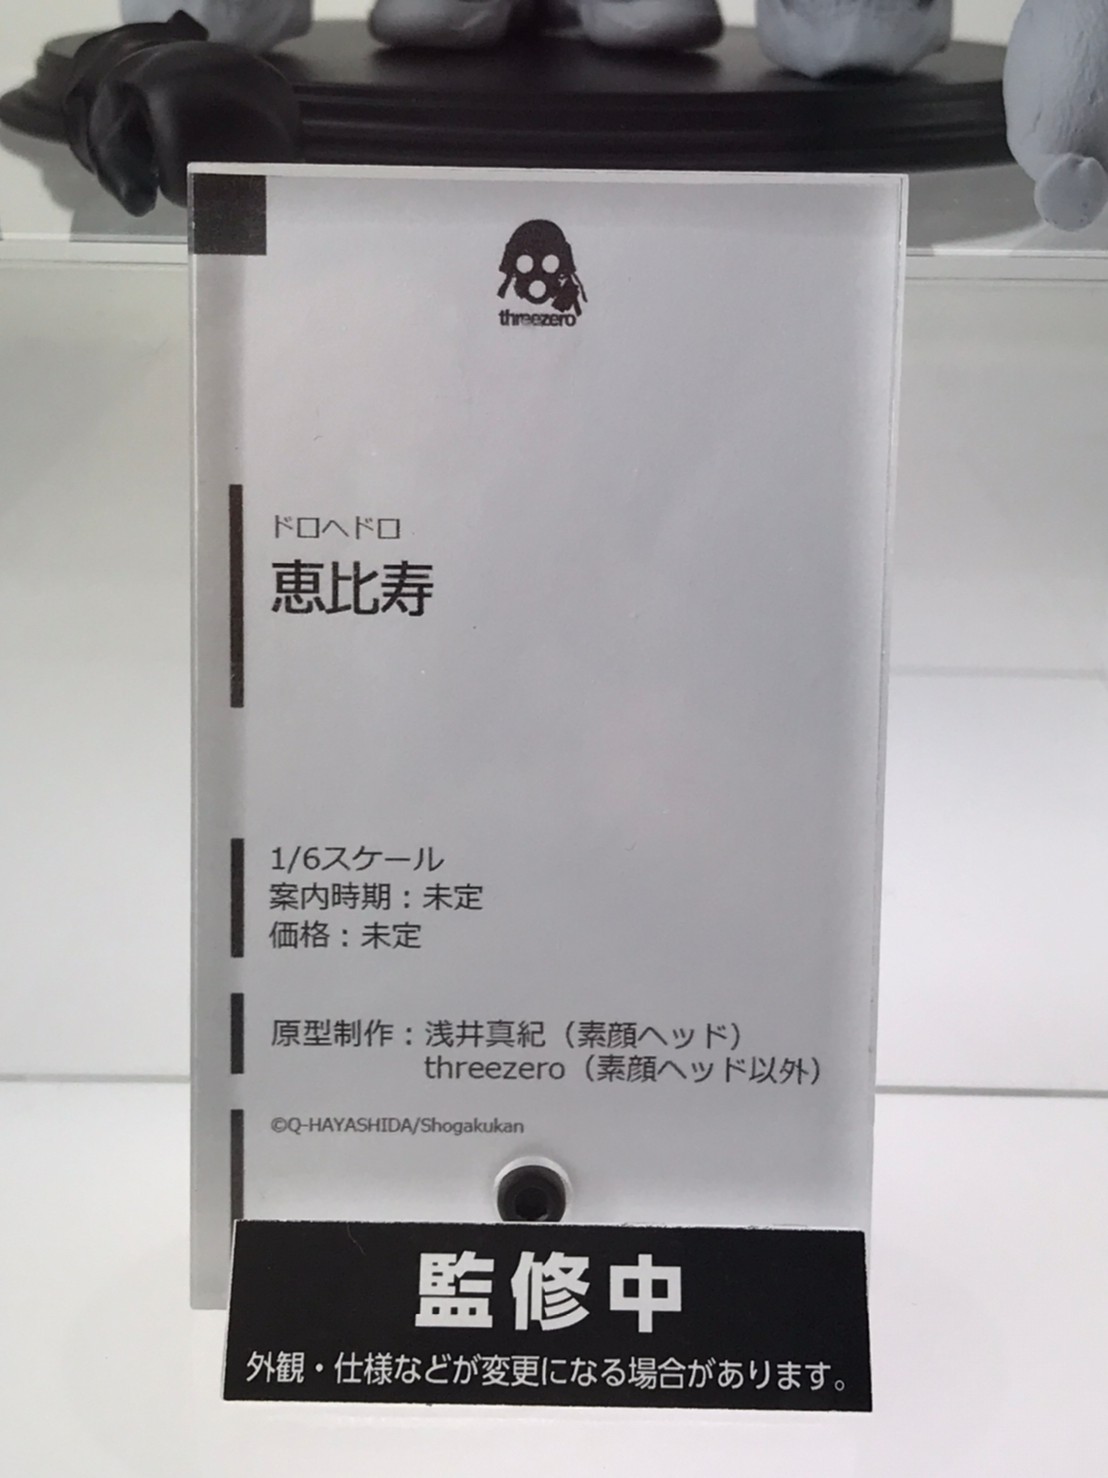 threezero
ドロヘドロ
恵比寿
1/6スケール
案内時期：未定
価格：未定
原型制作：浅井真紀（素顔ヘッド）
threezero（素顔ヘッド以外）
©Q-HAYASHIDA/Shogakukan
監修中
外観・仕様などが変更になる場合があります。